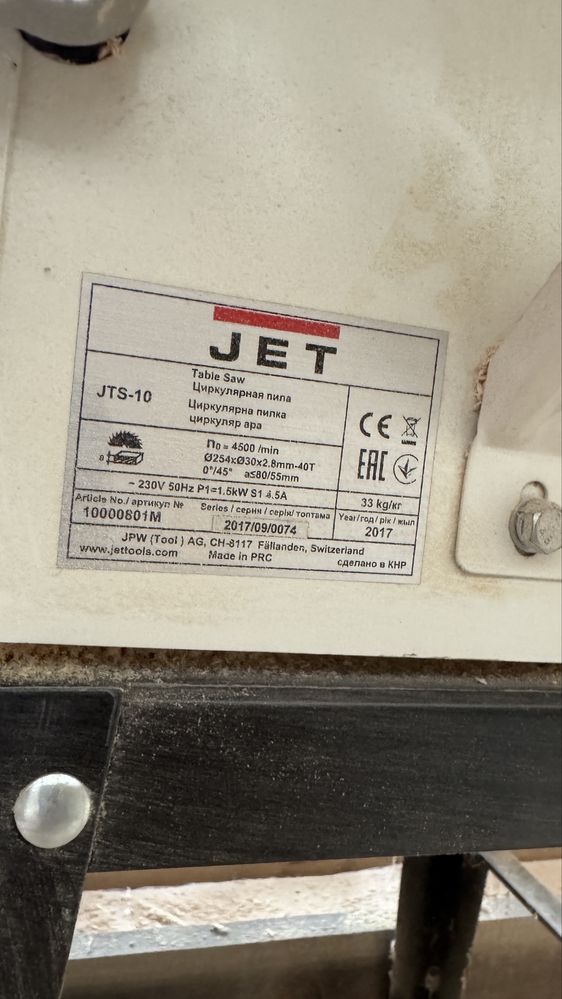 JET
Table Saw
Циркулярная пила
JTS-10
Циркулярна пилка
циркуляр ара
CE
EAC
n0 = 4500 /min
Ø254xØ30x2.8mm-40T
0°/45° a≤80/55mm
~ 230V 50Hz P1=1.5kW S1 6.5A
33 kg/кг
Article No./ артикул №
10000801M
Series / серия / серія/ топтама
2017/09/0074
Year/год / рік / жыл
2017
JPW (Tool ) AG, CH-8117 Fällanden, Switzerland
www.jettools.com Made in PRC сделано в КНР